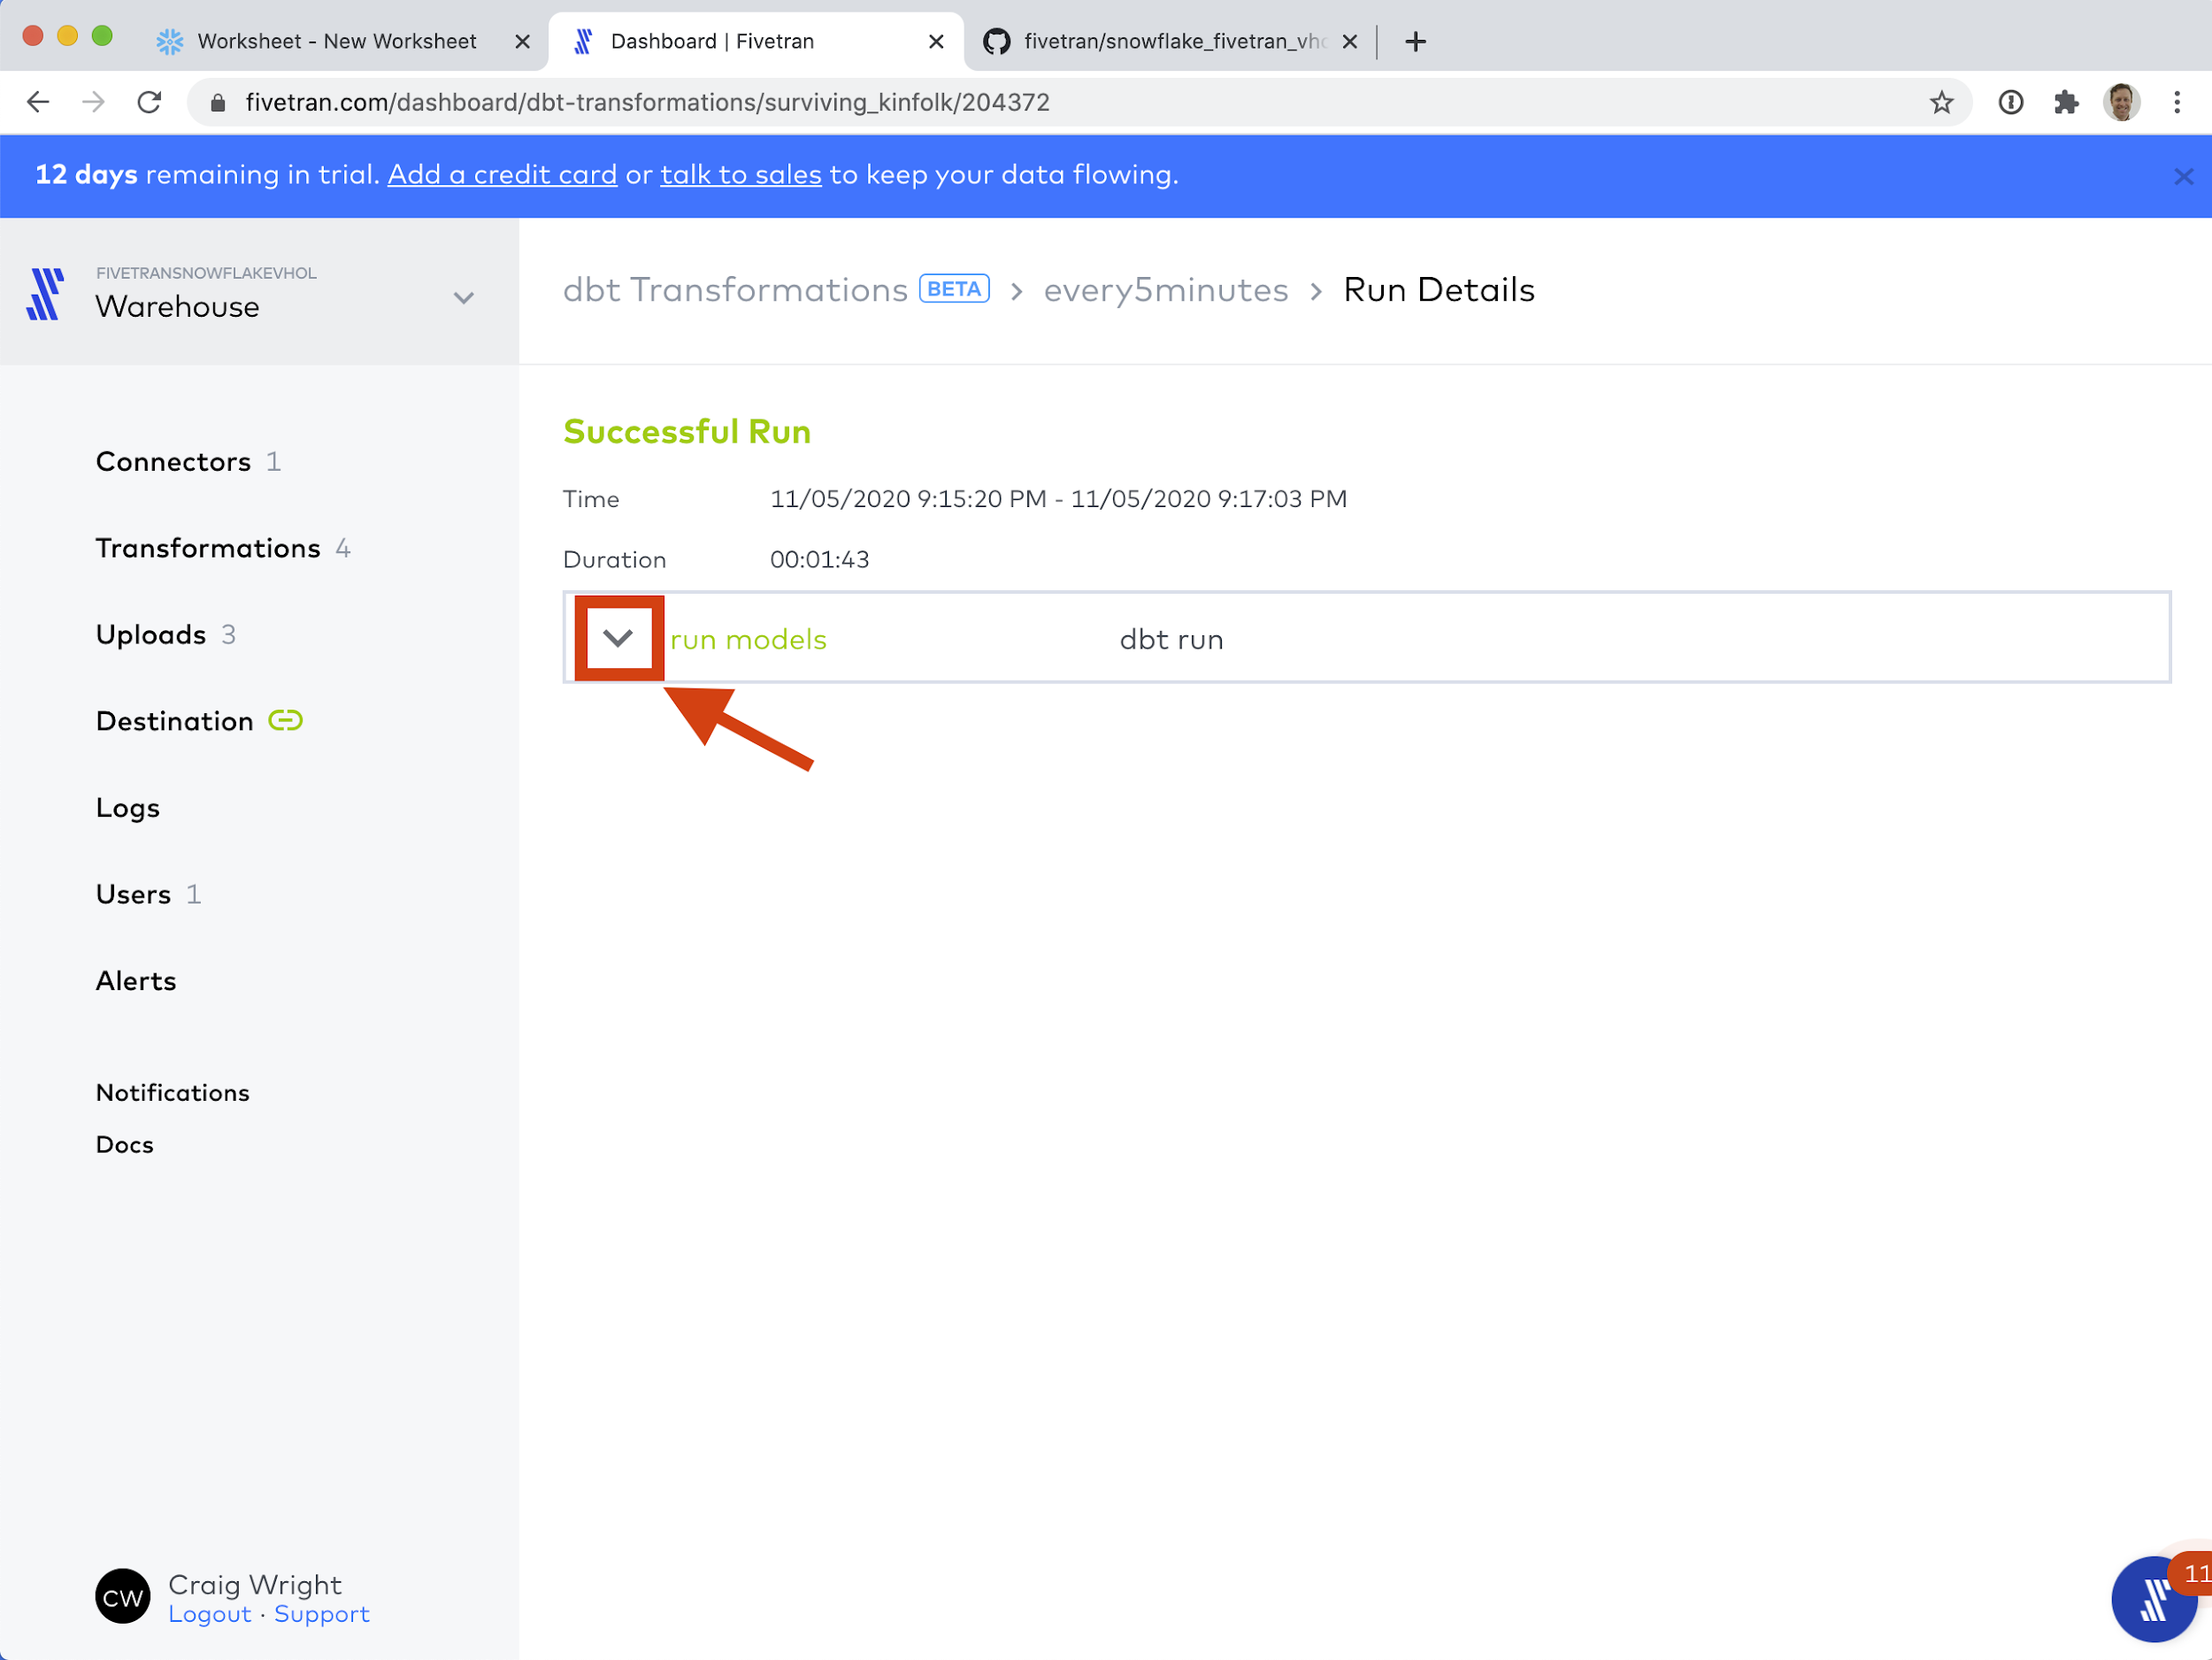 Worksheet - New Worksheet
Dashboard | Fivetran
fivetran/snowflake_fivetran_vh
fivetran.com/dashboard/dbt-transformations/surviving_kinfolk/204372
12 days remaining in trial. Add a credit card or talk to sales to keep your data flowing.
FIVETRANSNOWFLAKEVHOL
Warehouse
dbt Transformations BETA > every5minutes > Run Details
Connectors 1
Transformations 4
Uploads 3
Destination
Logs
Users 1
Alerts
Notifications
Docs
Successful Run
Time 11/05/2020 9:15:20 PM - 11/05/2020 9:17:03 PM
Duration 00:01:43
run models dbt run
CW
Craig Wright
Logout · Support
11